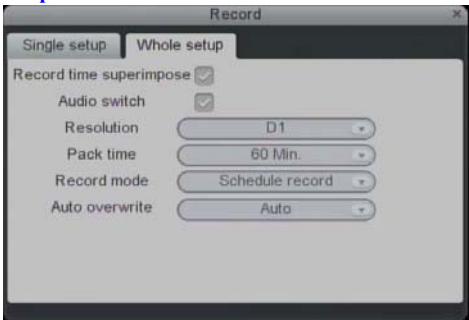 Record
Single setup
Whole setup
Record time superimpose
Audio switch
Resolution D1
Pack time 60 Min.
Record mode Schedule record
Auto overwrite Auto